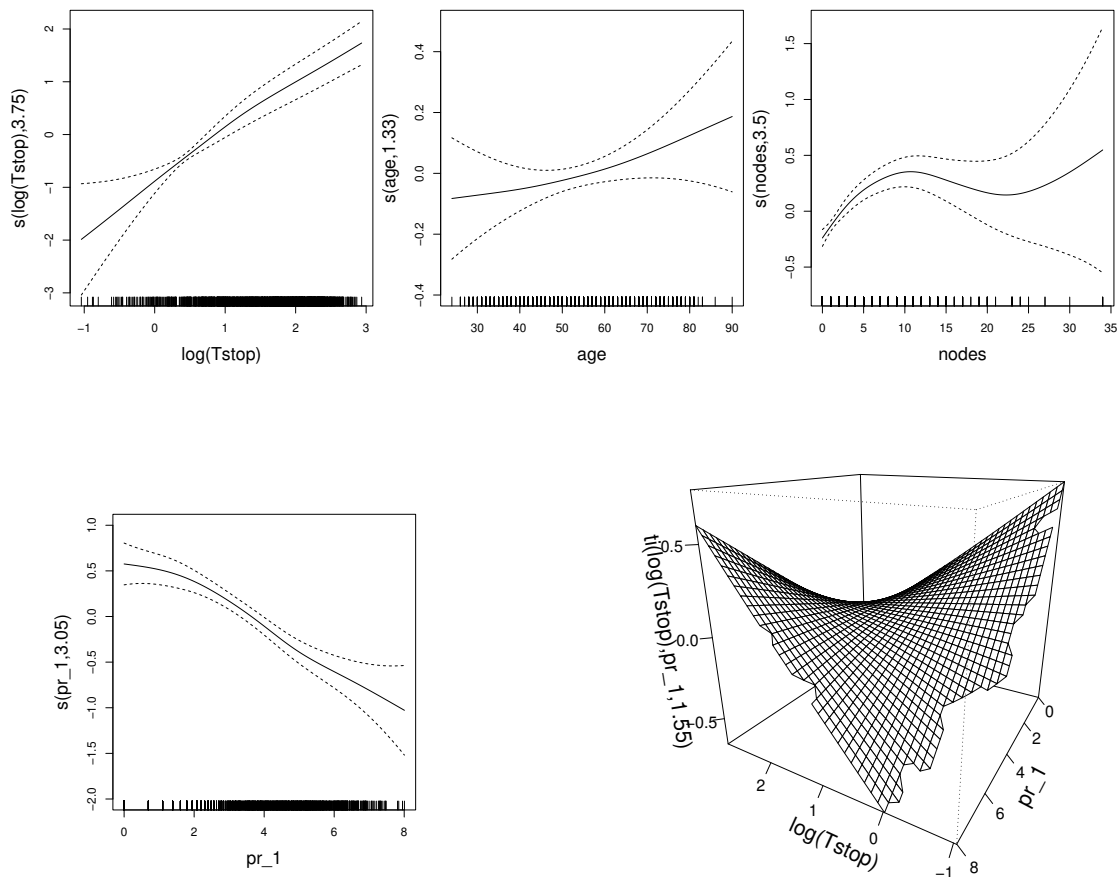 s(log(Tstop),3.75)
2
1
0
−1
−2
−3
−1 0 1 2 3
log(Tstop)
s(age,1.33)
0.4
0.2
0.0
−0.2
−0.4
30 40 50 60 70 80 90
age
s(nodes,3.5)
1.5
1.0
0.5
0.0
−0.5
0 5 10 15 20 25 30 35
nodes
s(pr_1,3.05)
1.0
0.5
0.0
−0.5
−1.0
−1.5
−2.0
0 2 4 6 8
pr_1
ti(log(Tstop),pr_1,1.55)
0.5
0.0
−0.5
2
1
0
−1
log(Tstop)
0
2
4
6
8
pr_1